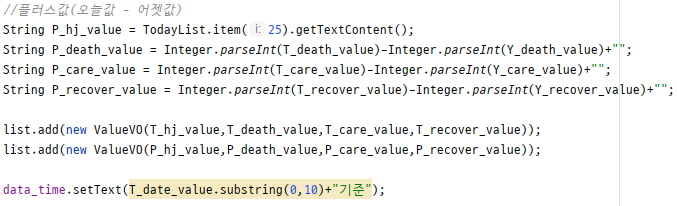 //플러스값(오늘값 - 어젯값)
String P_hj_value = TodayList.item( i: 25).getTextContent();
String P_death_value = Integer.parseInt(T_death_value)-Integer.parseInt(Y_death_value)+"";
String P_care_value = Integer.parseInt(T_care_value)-Integer.parseInt(Y_care_value)+"";
String P_recover_value = Integer.parseInt(T_recover_value)-Integer.parseInt(Y_recover_value)+"";
list.add(new ValueVO(T_hj_value,T_death_value,T_care_value,T_recover_value));
list.add(new ValueVO(P_hj_value,P_death_value,P_care_value,P_recover_value));
data_time.setText(T_date_value.substring(0,10)+"기준");